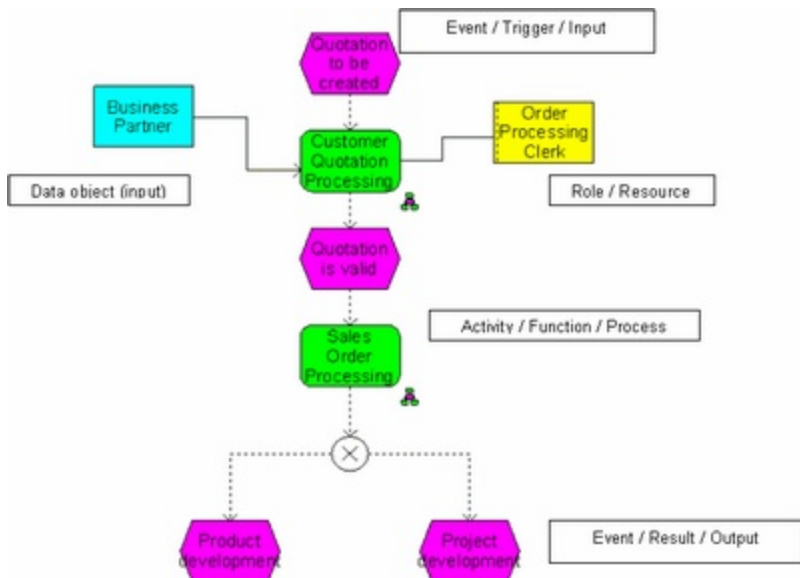 Event / Trigger / Input
Quotation
to be
created
Business
Partner
Order
Processing
Clerk
Customer
Quotation
Processing
Data object (input)
Role / Resource
Quotation
is valid
Activity / Function / Process
Sales
Order
Processing
Product
development
Project
development
Event / Result / Output